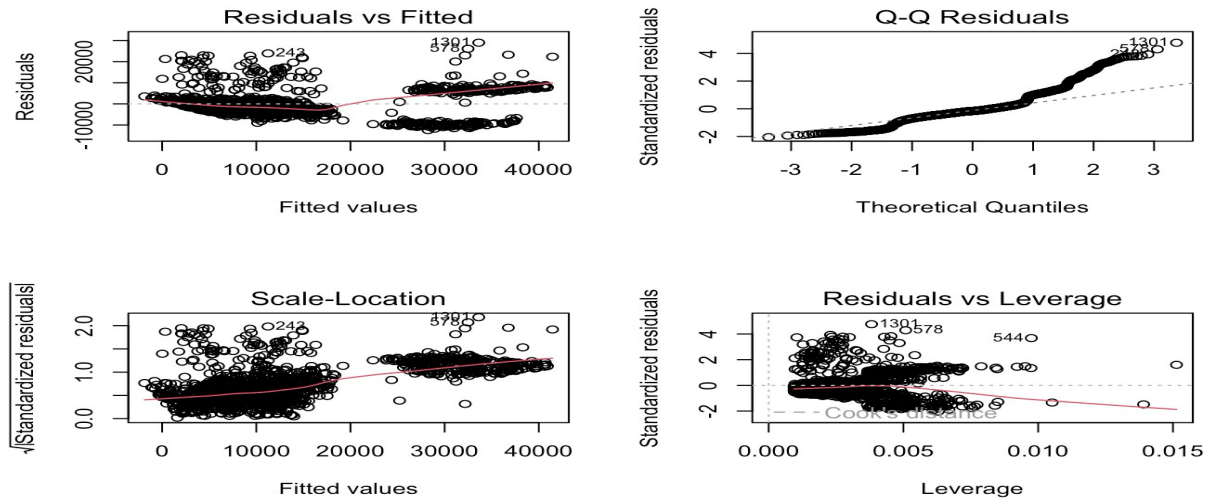 Residuals vs Fitted
Residuals
20000
-10000
1301
578
243
0 10000 20000 30000 40000
Fitted values
Q-Q Residuals
Standardized residuals
4
2
0
-2
1301
578
-3 -2 -1 0 1 2 3
Theoretical Quantiles
Scale-Location
√|Standardized residuals|
2.0
1.0
0.0
1301
578
243
0 10000 20000 30000 40000
Fitted values
Residuals vs Leverage
Standardized residuals
4
2
0
-2
1301
578
544
Cook's distance
0.000 0.005 0.010 0.015
Leverage